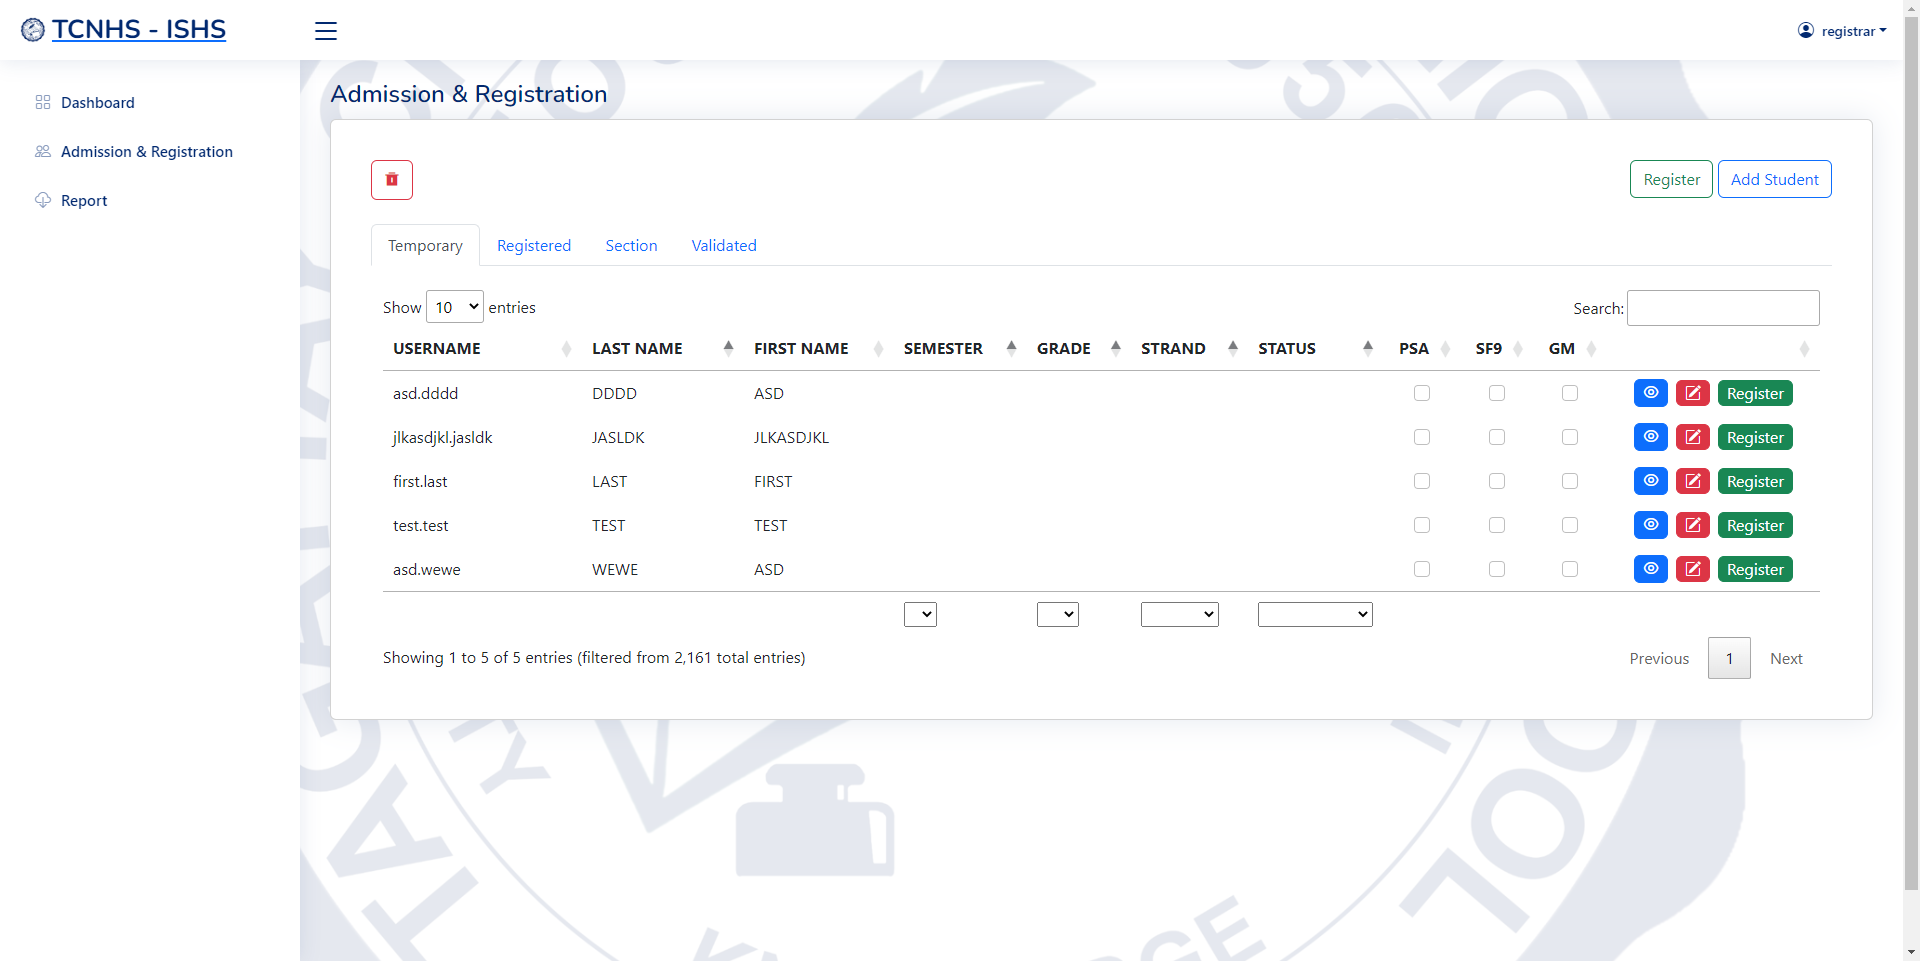 TCNHS - ISHS
registrar
Dashboard
Admission & Registration
Report
Admission & Registration
Register
Add Student
Temporary Registered Section Validated
Show 10 entries
Search:
USERNAME LAST NAME FIRST NAME SEMESTER GRADE STRAND STATUS PSA SF9 GM
asd.dddd DDDD ASD Register
jlkasdjkl.jasldk JASLDK JLKASDJKL Register
first.last LAST FIRST Register
test.test TEST TEST Register
asd.wewe WEWE ASD Register
Showing 1 to 5 of 5 entries (filtered from 2,161 total entries)
Previous 1 Next